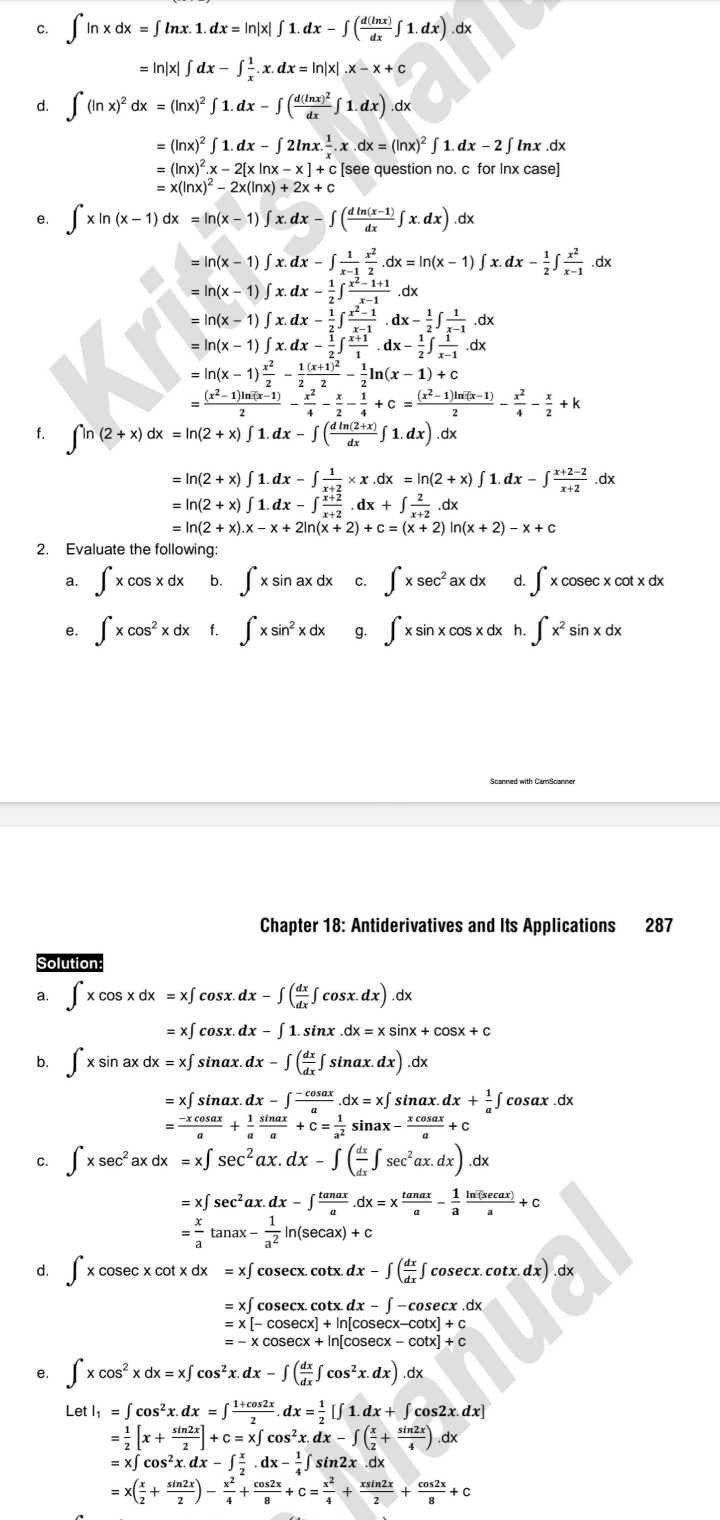 c. ∫ ln x dx = ∫ lnx. 1. dx = ln|x| ∫ 1. dx − ∫ (d(lnx)/dx ∫ 1. dx) .dx
= ln|x| ∫ dx − ∫ 1/x . x. dx = ln|x| .x – x + c
d. ∫ (ln x)² dx = (lnx)² ∫ 1. dx − ∫ (d(lnx)²/dx ∫ 1. dx) .dx
= (lnx)² ∫ 1. dx − ∫ 2lnx. 1/x . x .dx = (lnx)² ∫ 1. dx − 2 ∫ lnx .dx
= (lnx)².x – 2[x lnx – x ] + c [see question no. c for lnx case]
= x(lnx)² – 2x(lnx) + 2x + c
e. ∫ x ln (x – 1) dx = ln(x – 1) ∫ x. dx − ∫ (d ln(x−1)/dx ∫ x. dx) .dx
= ln(x – 1) ∫ x. dx − ∫ 1/x−1 x²/2 .dx = ln(x – 1) ∫ x. dx − 1/2 ∫ x²/x−1 .dx
= ln(x – 1) ∫ x. dx − 1/2 ∫ x²−1+1/x−1 .dx
= ln(x – 1) ∫ x. dx − 1/2 ∫ x²−1/x−1 . dx − 1/2 ∫ 1/x−1 .dx
= ln(x – 1) ∫ x. dx − 1/2 ∫ x+1/1 . dx − 1/2 ∫ 1/x−1 .dx
= ln(x – 1) x²/2 − 1/2 (x+1)²/2 − 1/2 ln(x − 1) + c
= (x²−1)ln(x−1)/2 − x²/4 − x/2 − 1/4 + c = (x²−1)ln(x−1)/2 − x²/4 − x/2 + k
f. ∫ ln (2 + x) dx = ln(2 + x) ∫ 1. dx − ∫ (d ln(2+x)/dx ∫ 1. dx) .dx
= ln(2 + x) ∫ 1. dx − ∫ 1/x+2 × x .dx = ln(2 + x) ∫ 1. dx − ∫ x+2−2/x+2 .dx
= ln(2 + x) ∫ 1. dx − ∫ x+2/x+2 . dx + ∫ 2/x+2 .dx
= ln(2 + x).x – x + 2ln(x + 2) + c = (x + 2) ln(x + 2) – x + c
2. Evaluate the following:
a. ∫ x cos x dx b. ∫ x sin ax dx c. ∫ x sec² ax dx d. ∫ x cosec x cot x dx
e. ∫ x cos² x dx f. ∫ x sin² x dx g. ∫ x sin x cos x dx h. ∫ x² sin x dx
Scanned with CamScanner
Chapter 18: Antiderivatives and Its Applications 287
Solution:
a. ∫ x cos x dx = x∫ cosx. dx − ∫ (dx/dx ∫ cosx. dx) .dx
= x∫ cosx. dx − ∫ 1. sinx .dx = x sinx + cosx + c
b. ∫ x sin ax dx = x∫ sinax. dx − ∫ (dx/dx ∫ sinax. dx) .dx
= x∫ sinax. dx − ∫ −cosax/a .dx = x∫ sinax. dx + 1/a ∫ cosax .dx
= −x cosax/a + 1/a sinax/a + c = 1/a² sinax – x cosax/a + c
c. ∫ x sec² ax dx = x∫ sec² ax. dx − ∫ (dx/dx ∫ sec² ax. dx) .dx
= x∫ sec² ax. dx − ∫ tanax/a .dx = x tanax/a − 1/a ln(secax)/a + c
= x/a tanax – 1/a² ln(secax) + c
d. ∫ x cosec x cot x dx = x∫ cosecx. cotx. dx − ∫ (dx/dx ∫ cosecx. cotx. dx) .dx
= x∫ cosecx. cotx. dx − ∫ −cosecx .dx
= x [– cosecx] + ln[cosecx–cotx] + c
= – x cosecx + ln[cosecx – cotx] + c
e. ∫ x cos² x dx = x∫ cos²x. dx − ∫ (dx/dx ∫ cos²x. dx) .dx
Let I₁ = ∫ cos²x. dx = ∫ 1+cos2x/2 . dx = 1/2 [∫ 1. dx + ∫ cos2x. dx]
= 1/2 [x + sin2x/2] + c = x∫ cos²x. dx − ∫ (x/2 + sin2x/4) .dx
= x∫ cos²x. dx − ∫ x/2 . dx − 1/4 ∫ sin2x .dx
= x(x/2 + sin2x/2) − x²/4 + cos2x/8 + c = x²/4 + xsin2x/2 + cos2x/8 + c